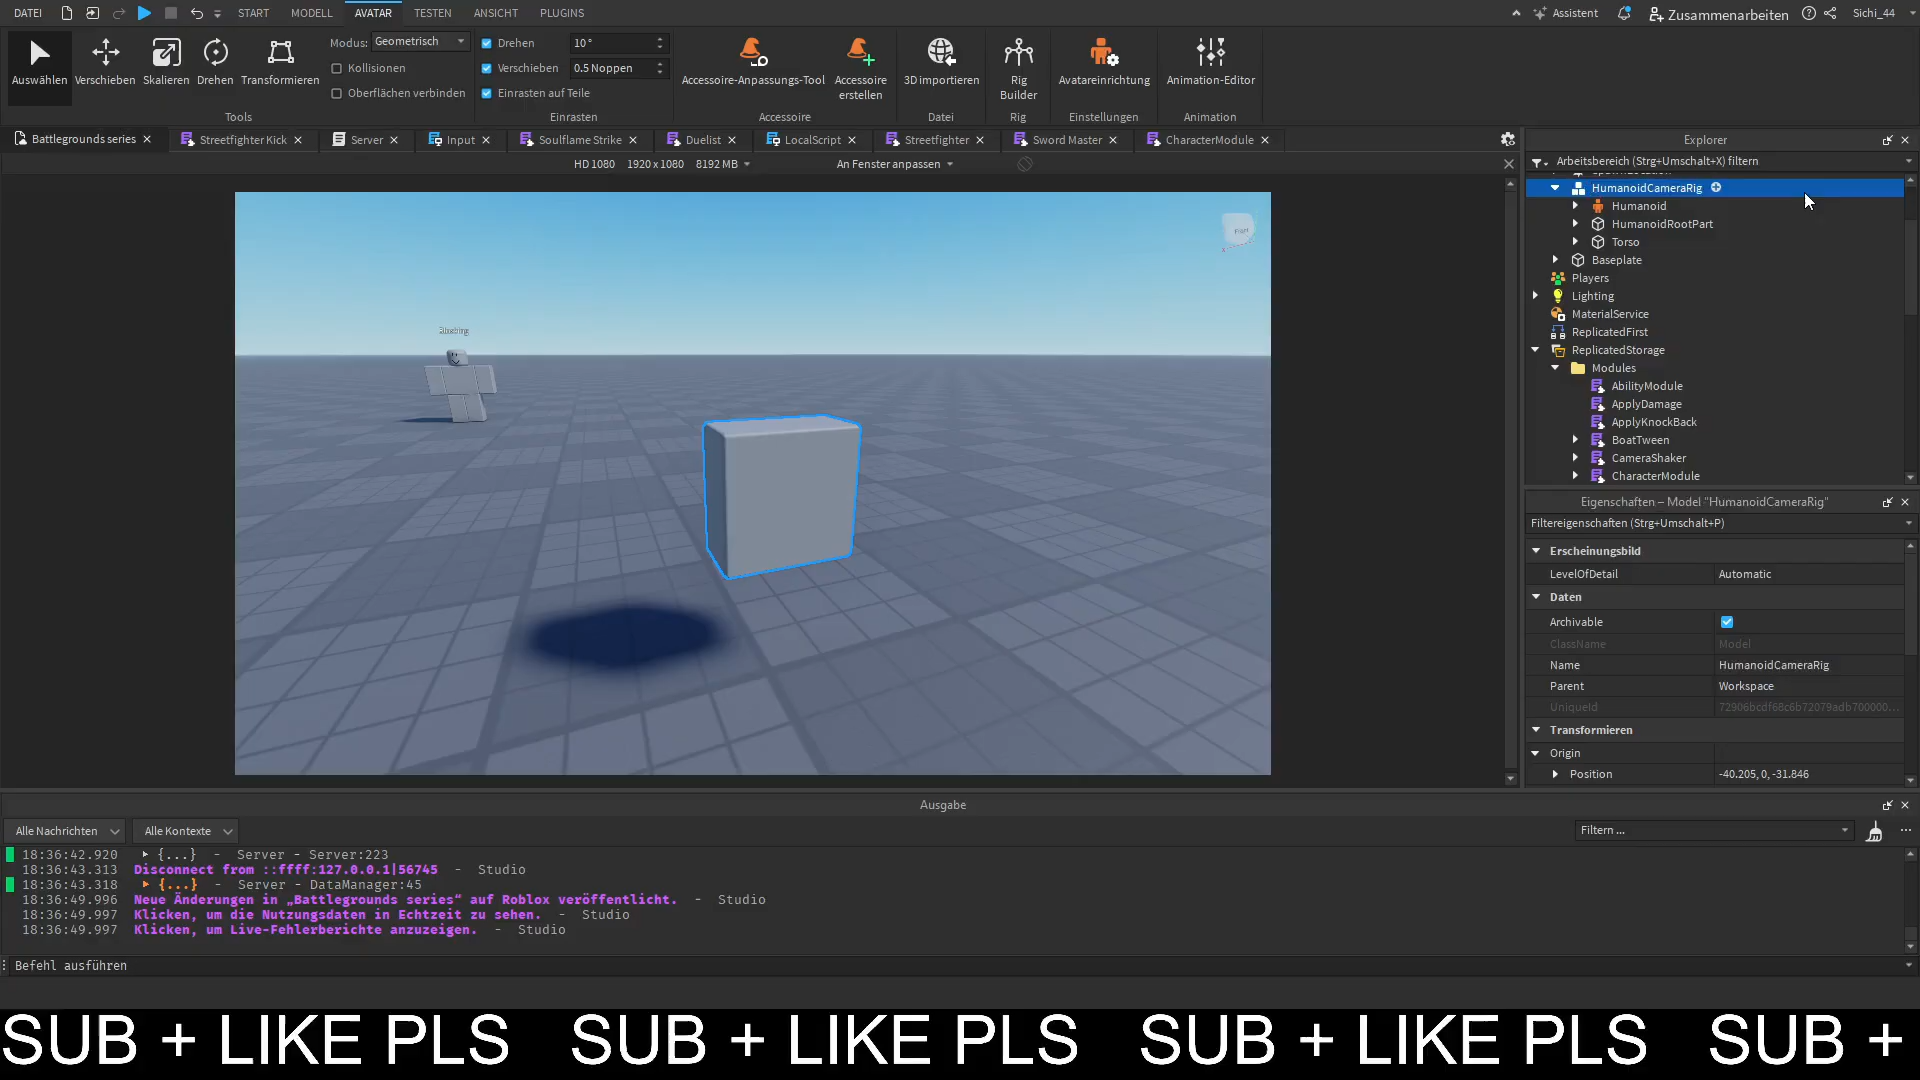 DATEI START MODELL AVATAR TESTEN ANSICHT PLUGINS Assistent Zusammenarbeiten Sichi_44
Auswählen Verschieben Skalieren Drehen Transformieren
Modus: Geometrisch
Kollisionen
Oberflächen verbinden
Tools
Drehen 10°
Verschieben 0.5 Noppen
Einrasten auf Teile
Einrasten
Accessoire-Anpassungs-Tool
Accessoire
erstellen
Accessoire
3D importieren
Datei
Rig
Builder
Rig
Avatareinrichtung
Einstellungen
Animation-Editor
Animation
Battlegrounds series Streetfighter Kick Server Input Soulflame Strike Duelist LocalScript Streetfighter Sword Master CharacterModule
HD 1080 1920 x 1080 8192 MB An Fenster anpassen
Front
Explorer
Arbeitsbereich (Strg+Umschalt+X) filtern
SpawnLocation
HumanoidCameraRig
Humanoid
HumanoidRootPart
Torso
Baseplate
Players
Lighting
MaterialService
ReplicatedFirst
ReplicatedStorage
Modules
AbilityModule
ApplyDamage
ApplyKnockBack
BoatTween
CameraShaker
CharacterModule
Eigenschaften – Model "HumanoidCameraRig"
Filtereigenschaften (Strg+Umschalt+P)
Erscheinungsbild
LevelOfDetail Automatic
Daten
Archivable
ClassName Model
Name HumanoidCameraRig
Parent Workspace
UniqueId 72906bcdf68c6b72079adb700000...
Transformieren
Origin
Position -40.205, 0, -31.846
Ausgabe
Alle Nachrichten Alle Kontexte Filtern ...
18:36:42.920 {...} - Server - Server:223
18:36:43.313 Disconnect from ::ffff:127.0.0.1|56745 - Studio
18:36:43.318 {...} - Server - DataManager:45
18:36:49.996 Neue Änderungen in „Battlegrounds series“ auf Roblox veröffentlicht. - Studio
18:36:49.997 Klicken, um die Nutzungsdaten in Echtzeit zu sehen. - Studio
18:36:49.997 Klicken, um Live-Fehlerberichte anzuzeigen. - Studio
Befehl ausführen
SUB + LIKE PLS SUB + LIKE PLS SUB + LIKE PLS SUB +